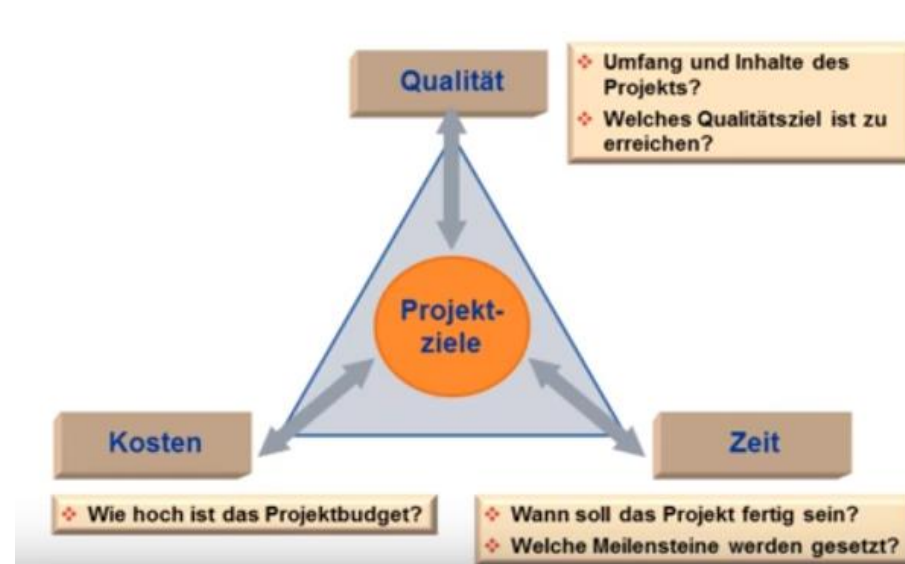 Qualität
❖ Umfang und Inhalte des
Projekts?
❖ Welches Qualitätsziel ist zu
erreichen?
Projekt-
ziele
Kosten
Zeit
❖ Wie hoch ist das Projektbudget?
❖ Wann soll das Projekt fertig sein?
❖ Welche Meilensteine werden gesetzt?